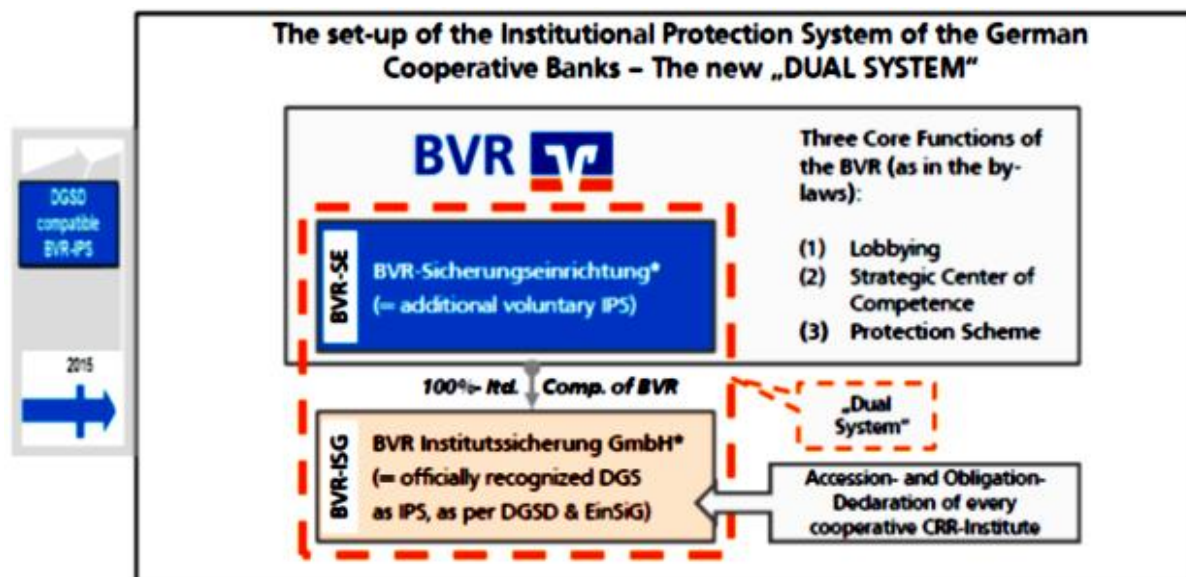 The set-up of the Institutional Protection System of the German
Cooperative Banks – The new „DUAL SYSTEM“
DGSD
compatible
BVR-IPS
2015
BVR
Three Core Functions of
the BVR (as in the by-
laws):
(1) Lobbying
(2) Strategic Center of
Competence
(3) Protection Scheme
BVR-SE
BVR-Sicherungseinrichtung*
(= additional voluntary IPS)
100%- ltd. Comp. of BVR
„Dual
System“
BVR-ISG
BVR Institutssicherung GmbH*
(= officially recognized DGS
as IPS, as per DGSD & EinSiG)
Accession- and Obligation-
Declaration of every
cooperative CRR-Institute